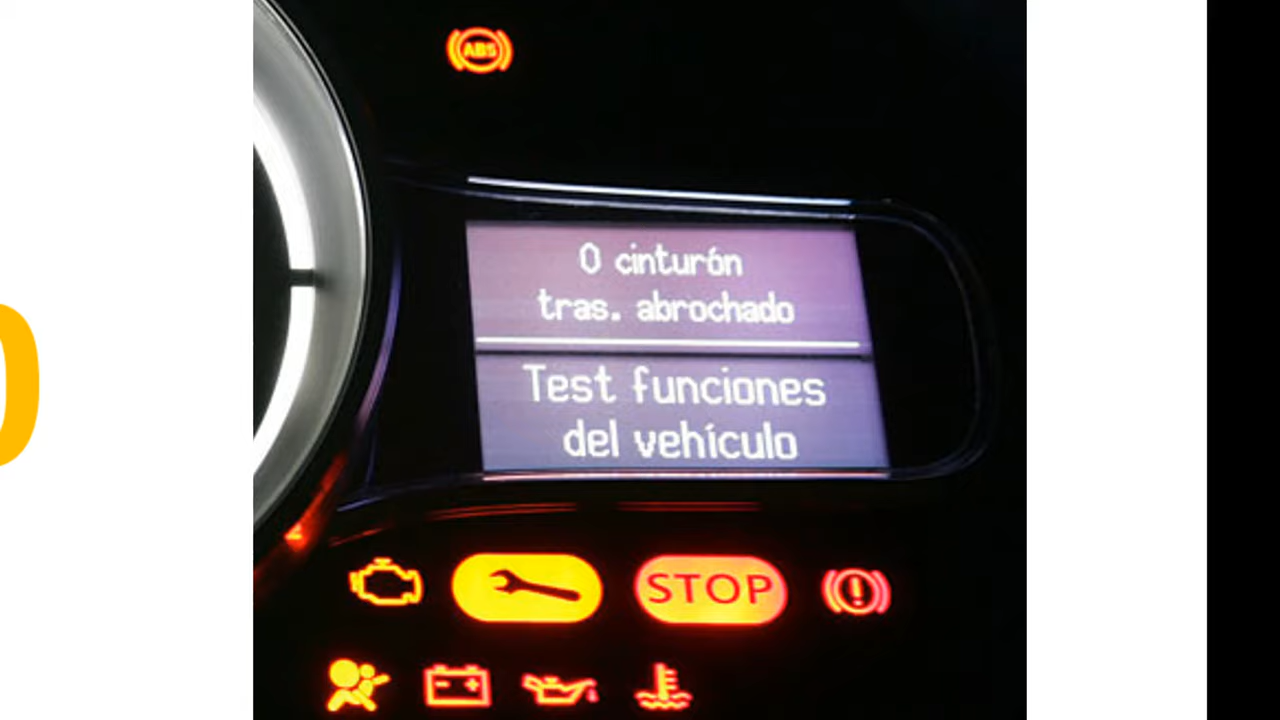 ABS
0 cinturón
tras. abrochado
Test funciones
del vehículo
STOP